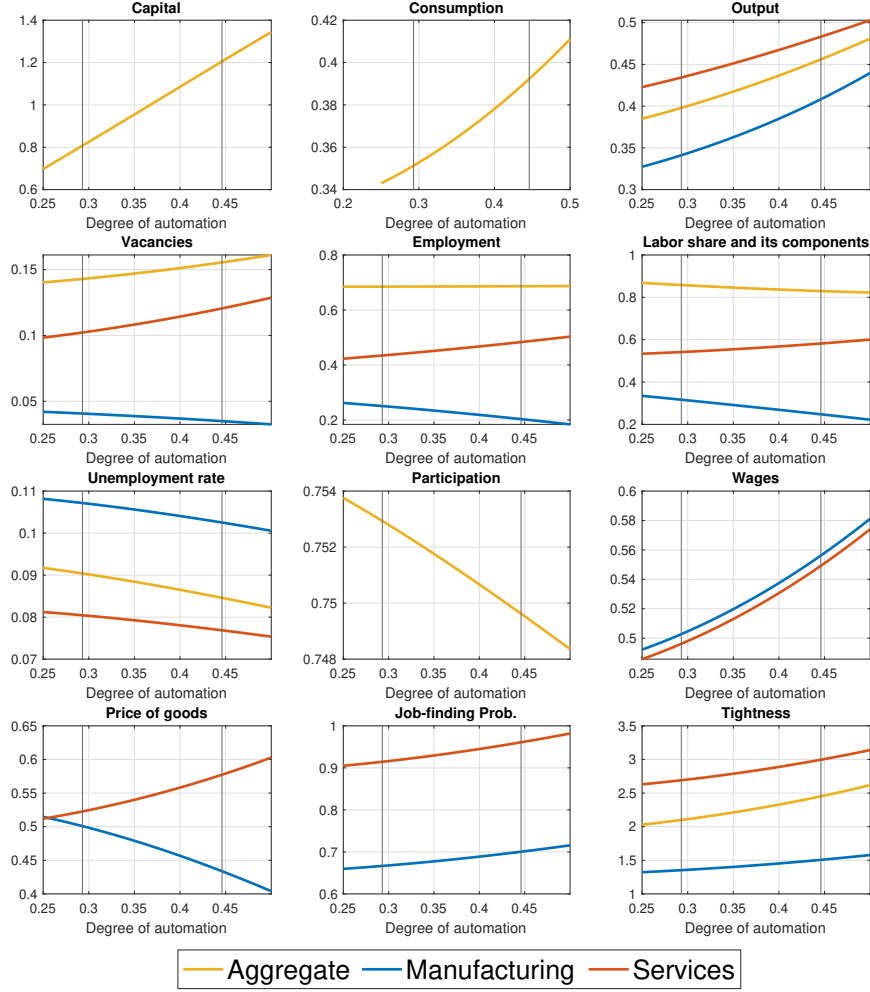 Capital Consumption Output
1.4 0.42 0.5
1.2 0.4 0.45
1 0.38 0.4
0.8 0.36 0.35
0.6 0.34 0.3
0.25 0.3 0.35 0.4 0.45 0.2 0.3 0.4 0.5 0.25 0.3 0.35 0.4 0.45
Degree of automation Degree of automation Degree of automation
Vacancies Employment Labor share and its components
0.15 0.8 1
0.1 0.6 0.8
0.05 0.4 0.6
0.2 0.4
0.2
0.25 0.3 0.35 0.4 0.45 0.25 0.3 0.35 0.4 0.45 0.25 0.3 0.35 0.4 0.45
Degree of automation Degree of automation Degree of automation
Unemployment rate Participation Wages
0.11 0.754 0.6
0.1 0.752 0.58
0.09 0.75 0.56
0.08 0.748 0.54
0.07 0.52
0.5
0.25 0.3 0.35 0.4 0.45 0.25 0.3 0.35 0.4 0.45 0.25 0.3 0.35 0.4 0.45
Degree of automation Degree of automation Degree of automation
Price of goods Job-finding Prob. Tightness
0.65 1 3.5
0.6 0.9 3
0.55 0.8 2.5
0.5 0.7 2
0.45 0.6 1.5
0.4 1
0.25 0.3 0.35 0.4 0.45 0.25 0.3 0.35 0.4 0.45 0.25 0.3 0.35 0.4 0.45
Degree of automation Degree of automation Degree of automation
Aggregate Manufacturing Services